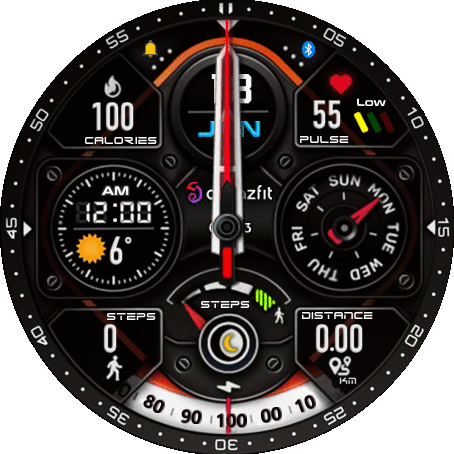 55
05
100
CALORIES
55
Low
PULSE
50
10
AM
12:00
6°
SUN
MON
TUE
WED
THU
FRI
SAT
45
15
STEPS
STEPS
0
DISTANCE
0.00
KM
40
20
80 90 100 00 10
35
25
30